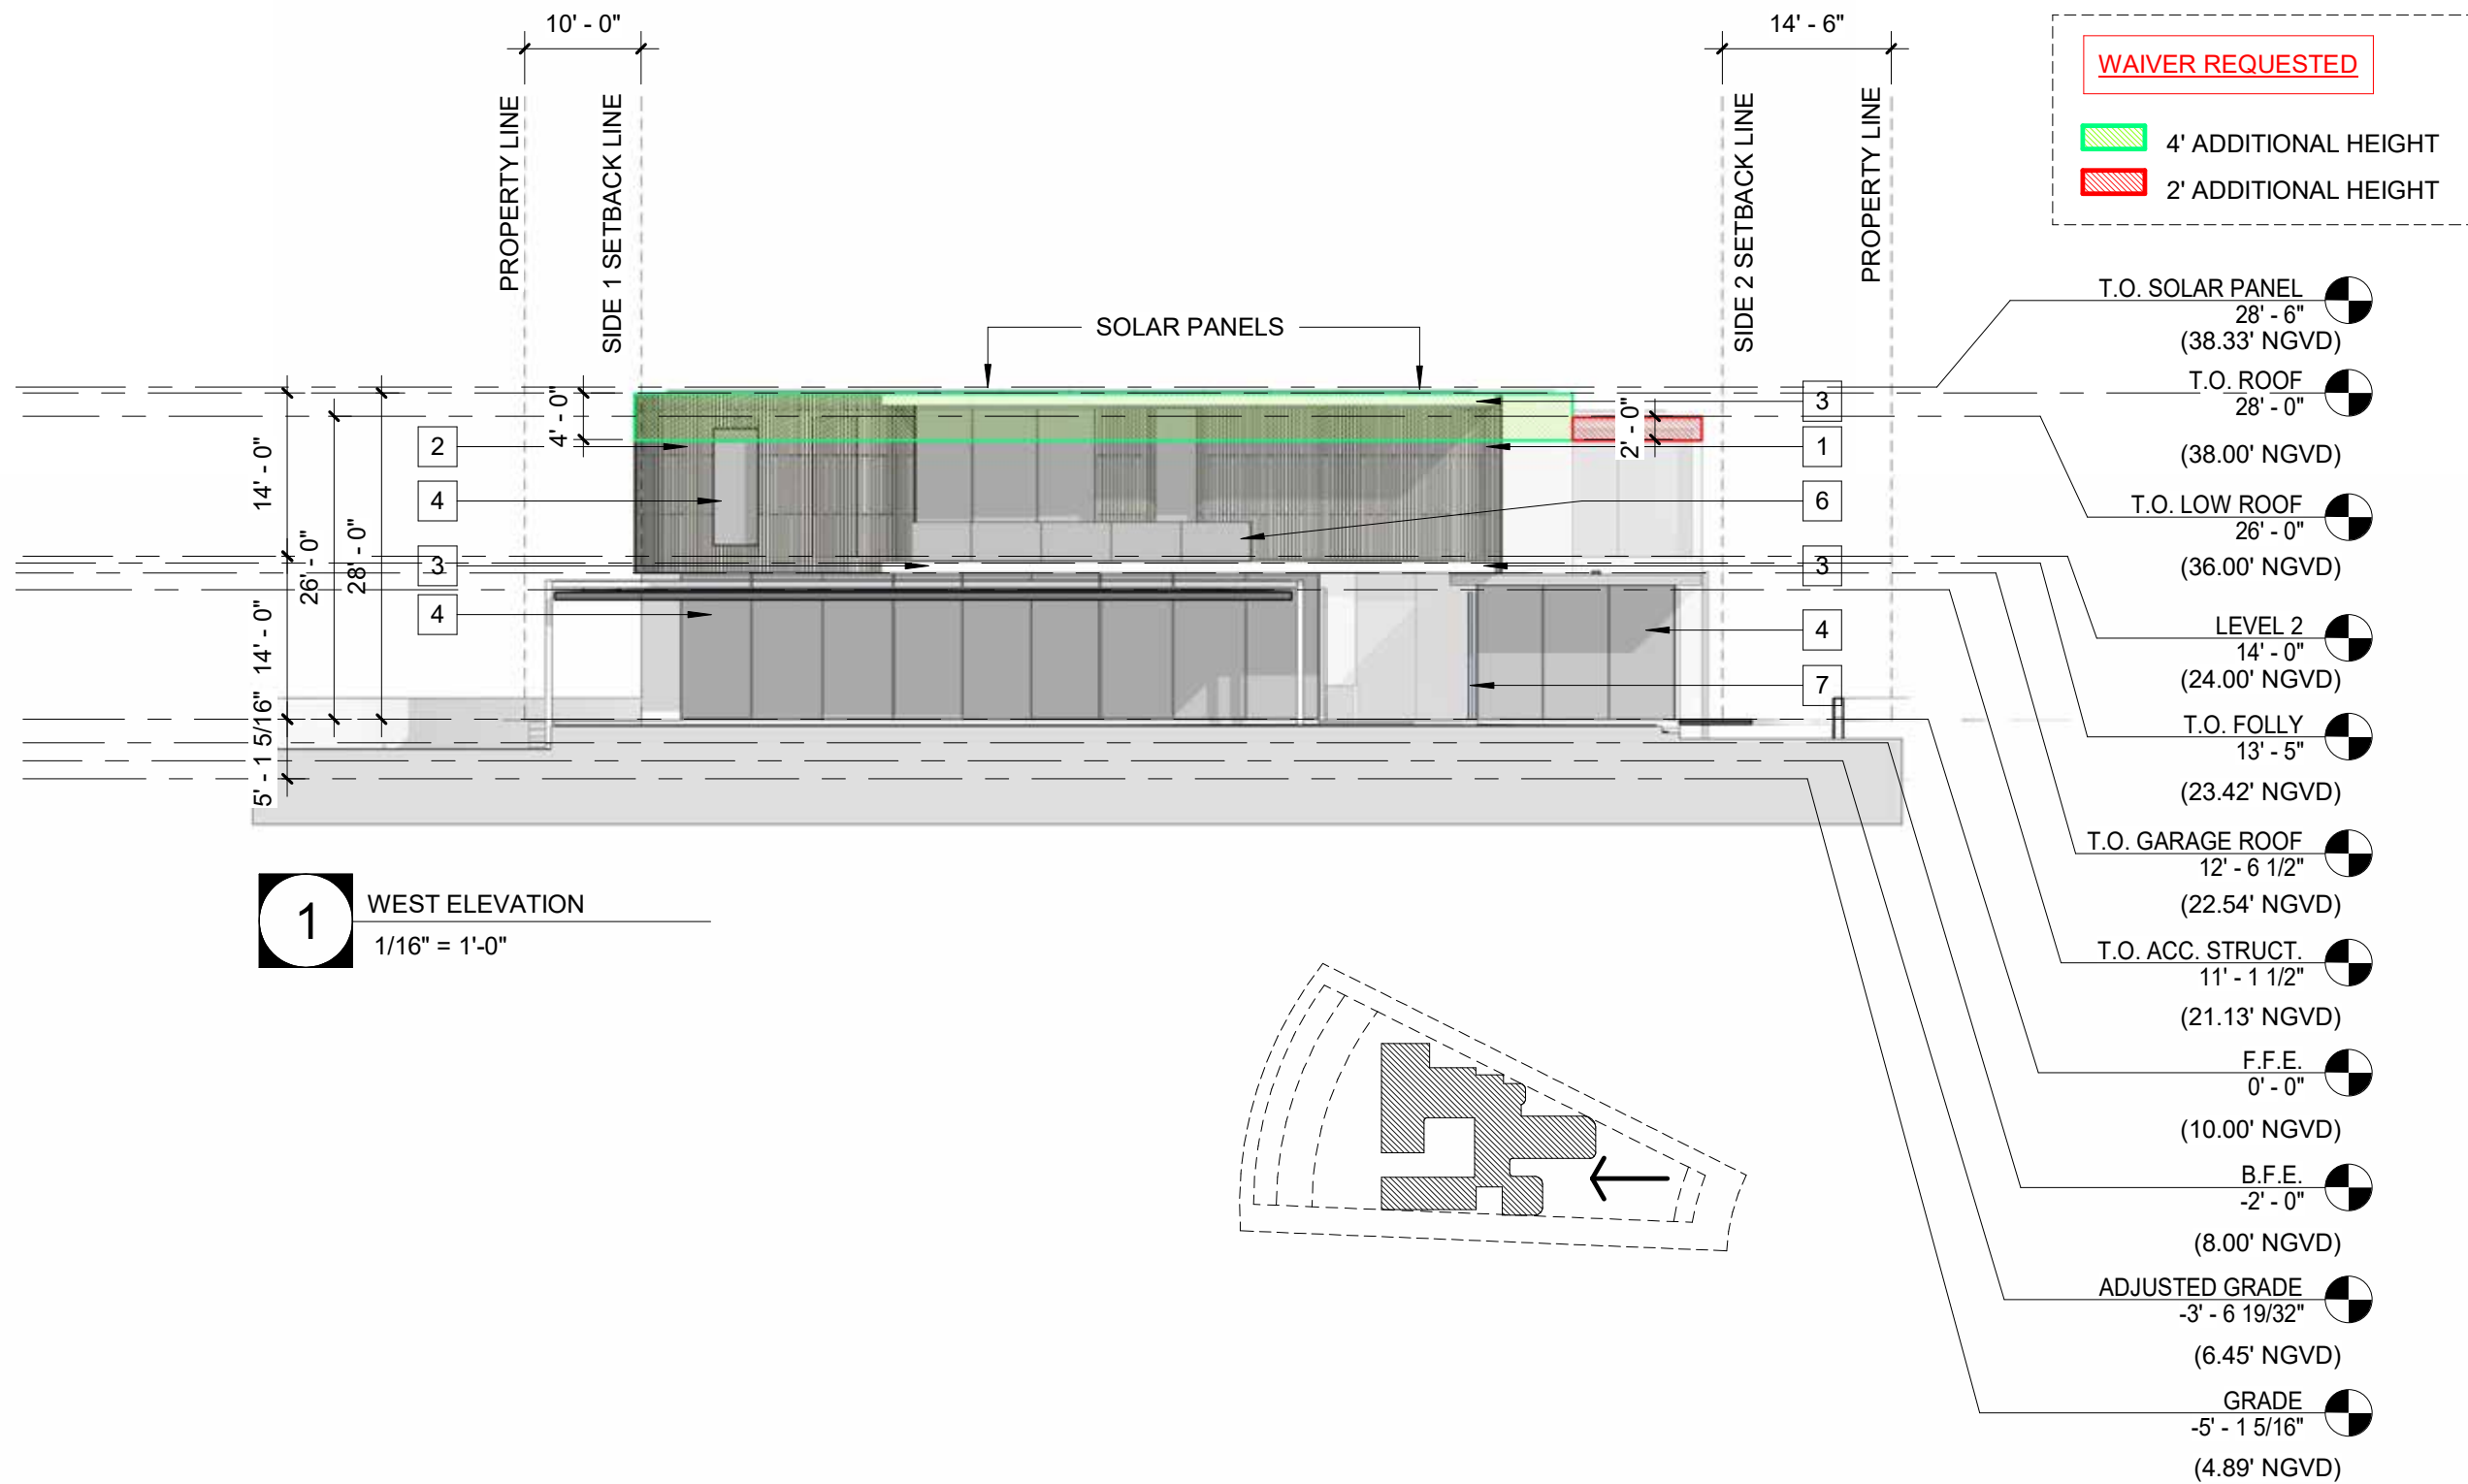 10' - 0"
14' - 6"
WAIVER REQUESTED
4' ADDITIONAL HEIGHT
2' ADDITIONAL HEIGHT
PROPERTY LINE
SIDE 1 SETBACK LINE
SIDE 2 SETBACK LINE
PROPERTY LINE
SOLAR PANELS
4' - 0"
2' - 0"
14' - 0"
26' - 0"
28' - 0"
14' - 0"
5' - 1 5/16"
2
4
3
4
3
1
6
3
4
7
T.O. SOLAR PANEL
28' - 6"
(38.33' NGVD)
T.O. ROOF
28' - 0"
(38.00' NGVD)
T.O. LOW ROOF
26' - 0"
(36.00' NGVD)
LEVEL 2
14' - 0"
(24.00' NGVD)
T.O. FOLLY
13' - 5"
(23.42' NGVD)
T.O. GARAGE ROOF
12' - 6 1/2"
(22.54' NGVD)
T.O. ACC. STRUCT.
11' - 1 1/2"
(21.13' NGVD)
F.F.E.
0' - 0"
(10.00' NGVD)
B.F.E.
-2' - 0"
(8.00' NGVD)
ADJUSTED GRADE
-3' - 6 19/32"
(6.45' NGVD)
GRADE
-5' - 1 5/16"
(4.89' NGVD)
1
WEST ELEVATION
1/16" = 1'-0"